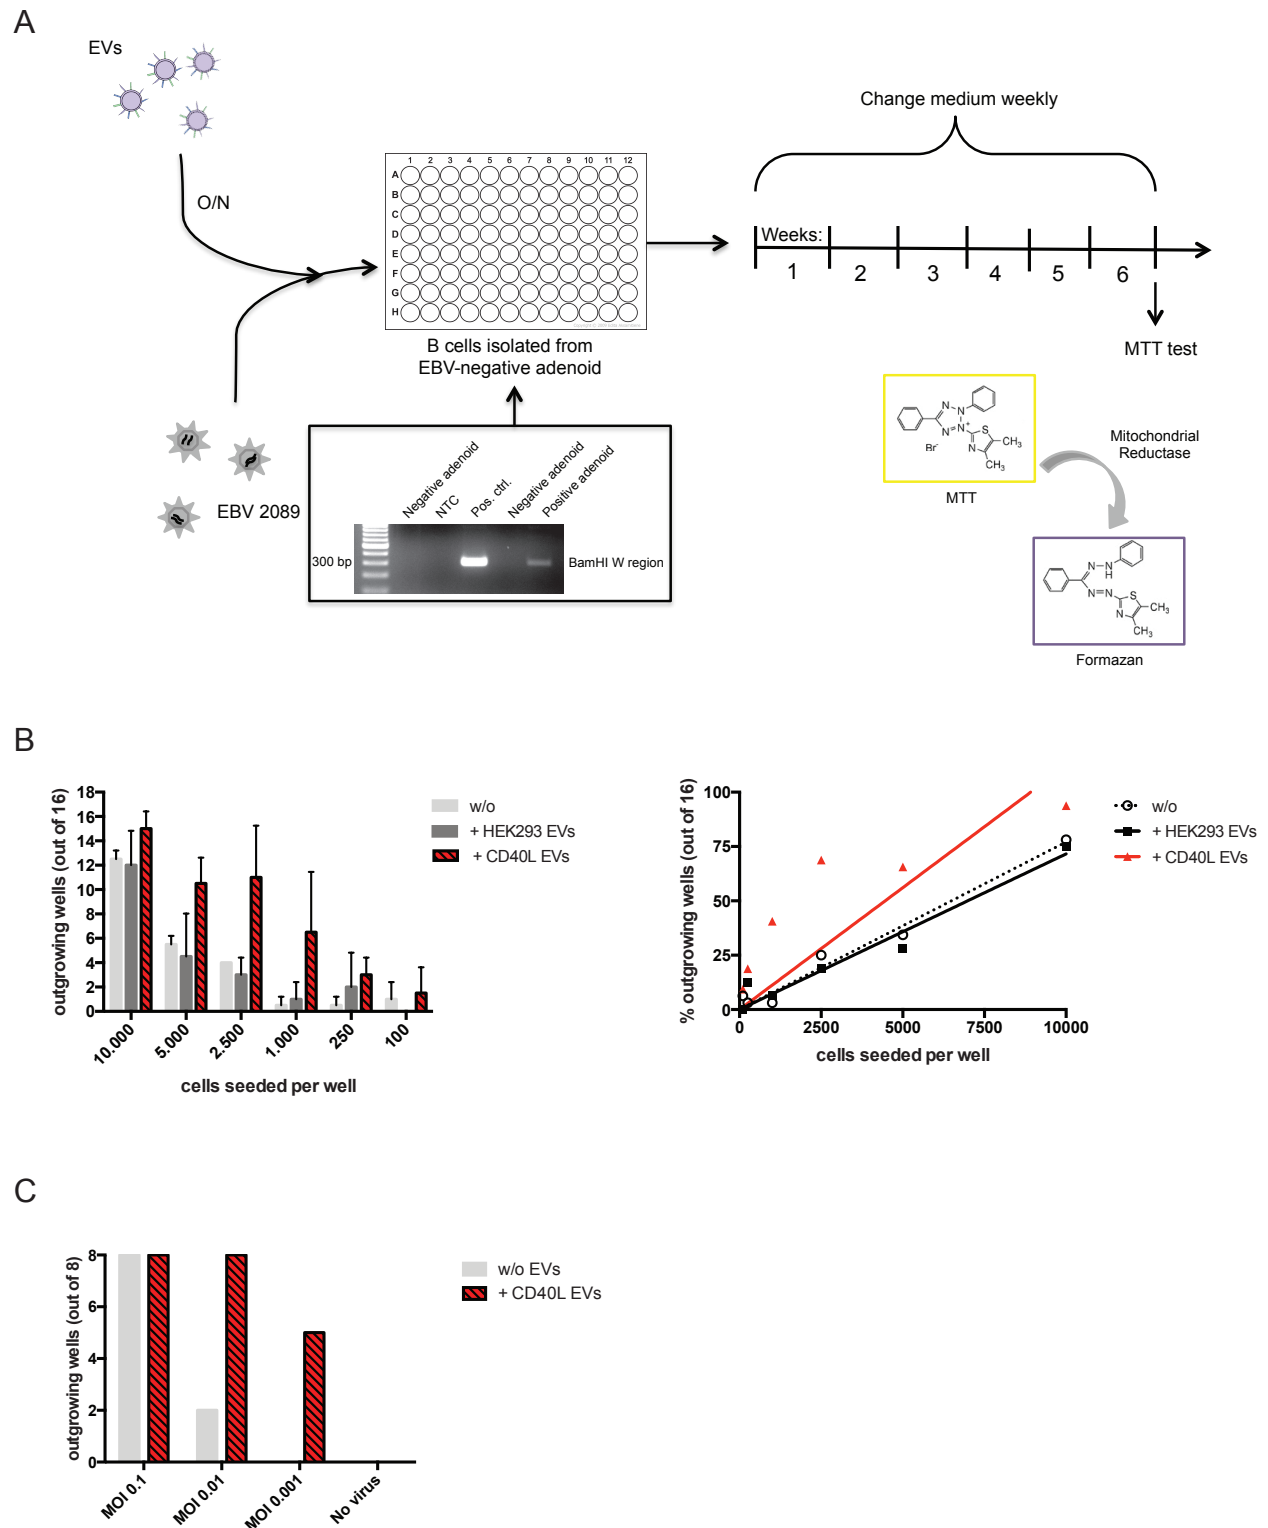 A
EVs
O/N
EBV 2089
1 2 3 4 5 6 7 8 9 10 11 12
A
B
C
D
E
F
G
H
B cells isolated from
EBV-negative adenoid
Negative adenoid
NTC
Pos. ctrl.
Negative adenoid
Positive adenoid
300 bp
BamHI W region
Change medium weekly
Weeks:
1 2 3 4 5 6
MTT test
N
N
N
N
+
S
N
CH₃
CH₃
Br⁻
MTT
Mitochondrial
Reductase
N
N
H
N
N
S
N
CH₃
CH₃
Formazan
B
outgrowing wells (out of 16)
18
16
14
12
10
8
6
4
2
0
10.000 5.000 2.500 1.000 250 100
cells seeded per well
w/o
+ HEK293 EVs
+ CD40L EVs
% outgrowing wells (out of 16)
100
75
50
25
0
0 2500 5000 7500 10000
cells seeded per well
w/o
+ HEK293 EVs
+ CD40L EVs
C
outgrowing wells (out of 8)
8
6
4
2
0
MOI 0.1 MOI 0.01 MOI 0.001 No virus
w/o EVs
+ CD40L EVs